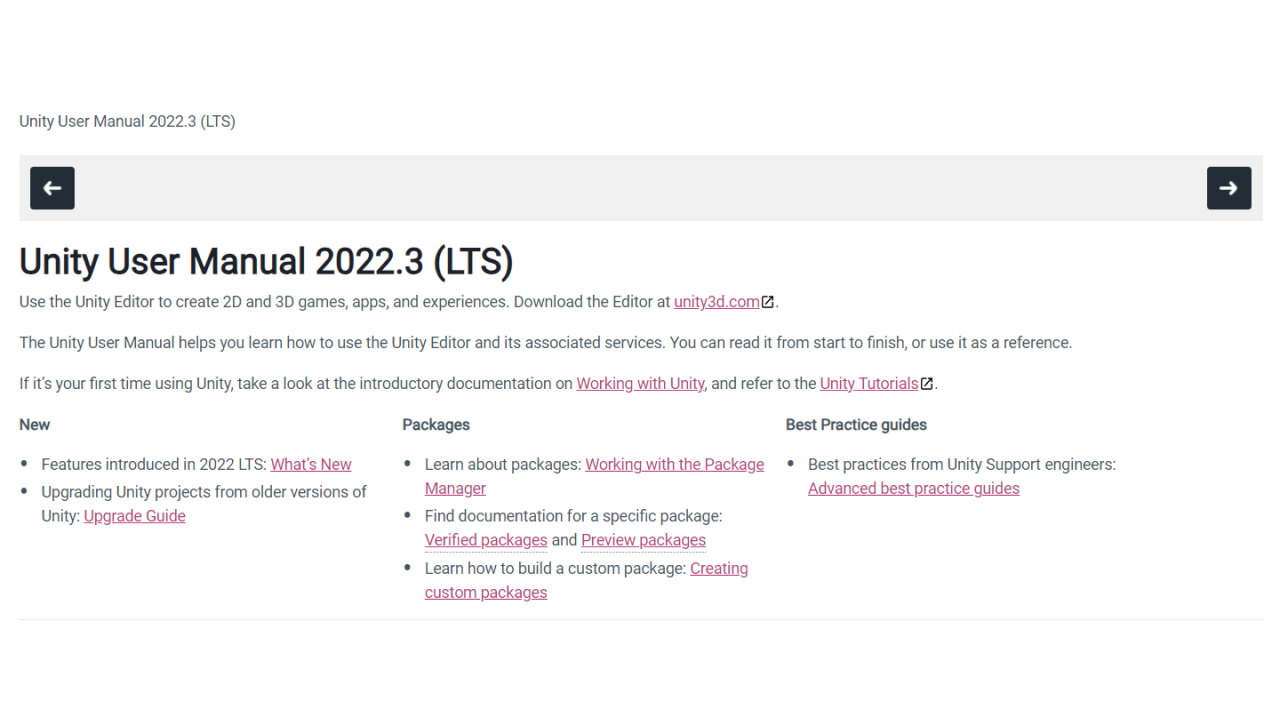 Unity User Manual 2022.3 (LTS)
Unity User Manual 2022.3 (LTS)
Use the Unity Editor to create 2D and 3D games, apps, and experiences. Download the Editor at unity3d.com.
The Unity User Manual helps you learn how to use the Unity Editor and its associated services. You can read it from start to finish, or use it as a reference.
If it’s your first time using Unity, take a look at the introductory documentation on Working with Unity, and refer to the Unity Tutorials.
New
Features introduced in 2022 LTS: What’s New
Upgrading Unity projects from older versions of
Unity: Upgrade Guide
Packages
Learn about packages: Working with the Package
Manager
Find documentation for a specific package:
Verified packages and Preview packages
Learn how to build a custom package: Creating
custom packages
Best Practice guides
Best practices from Unity Support engineers:
Advanced best practice guides